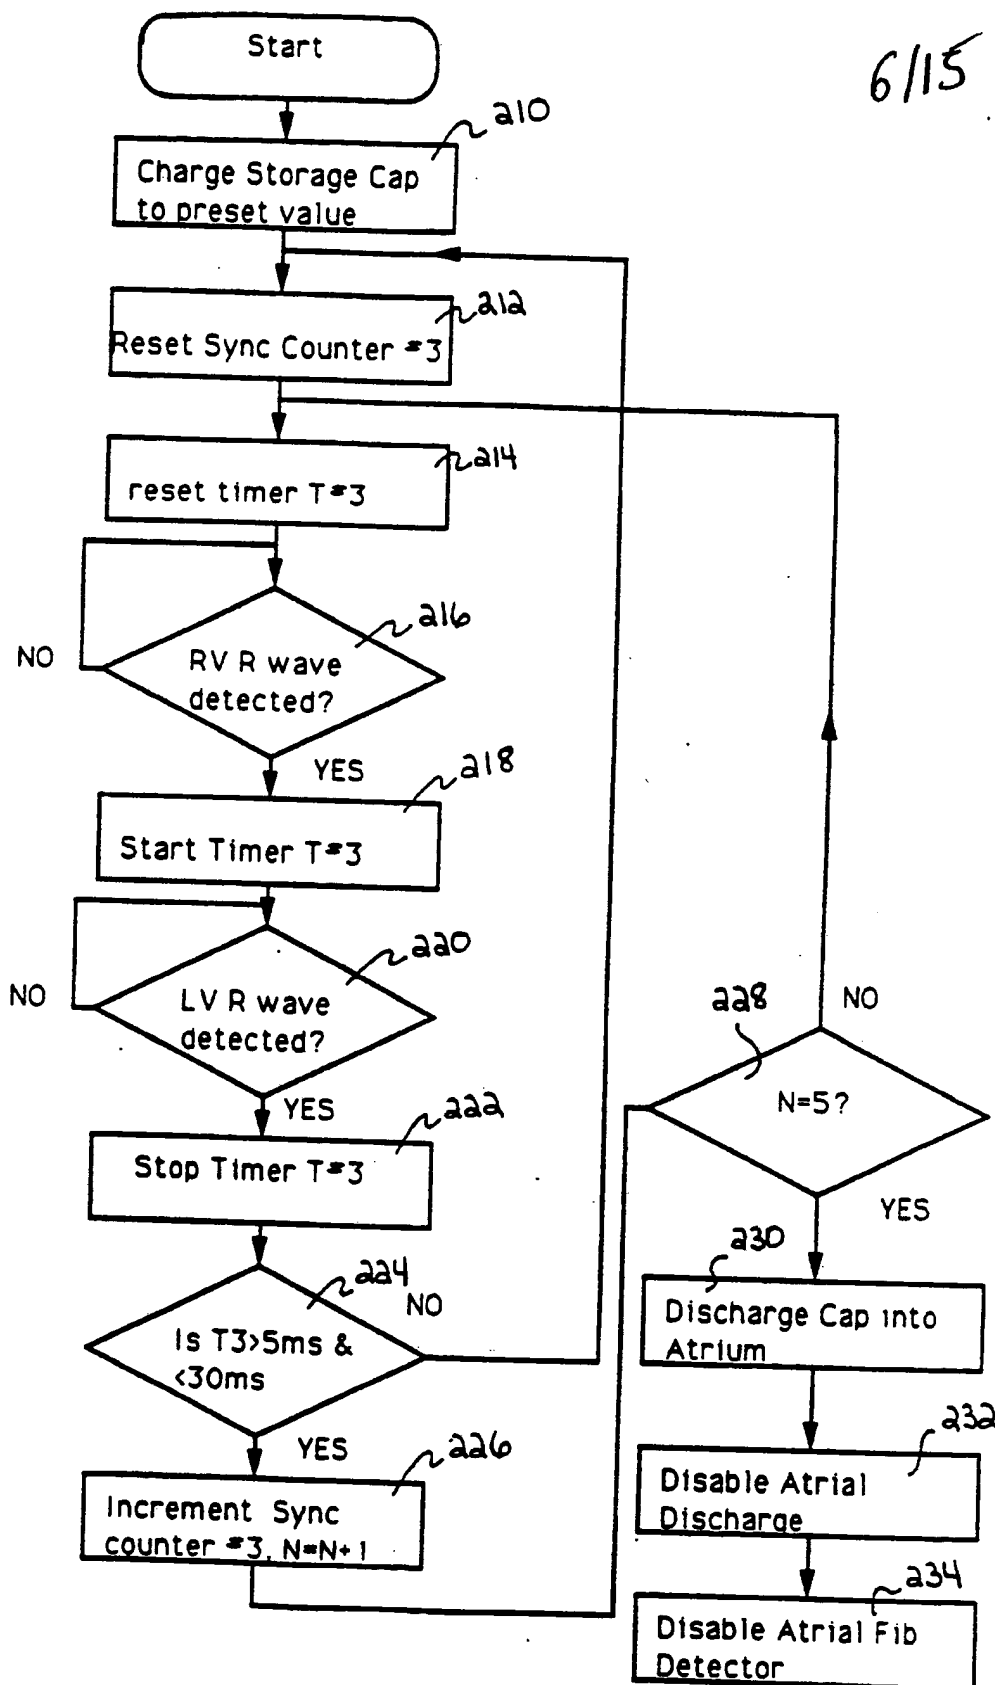 6/15
Start
210
Charge Storage Cap
to preset value
212
Reset Sync Counter #3
214
reset timer T#3
216
NO
RV R wave
detected?
YES
218
Start Timer T#3
220
NO
LV R wave
detected?
YES
222
Stop Timer T#3
224
NO
Is T3>5ms &
<30ms
YES
226
Increment Sync
counter #3, N=N+1
228
NO
N=5?
YES
230
Discharge Cap into
Atrium
232
Disable Atrial
Discharge
234
Disable Atrial Fib
Detector